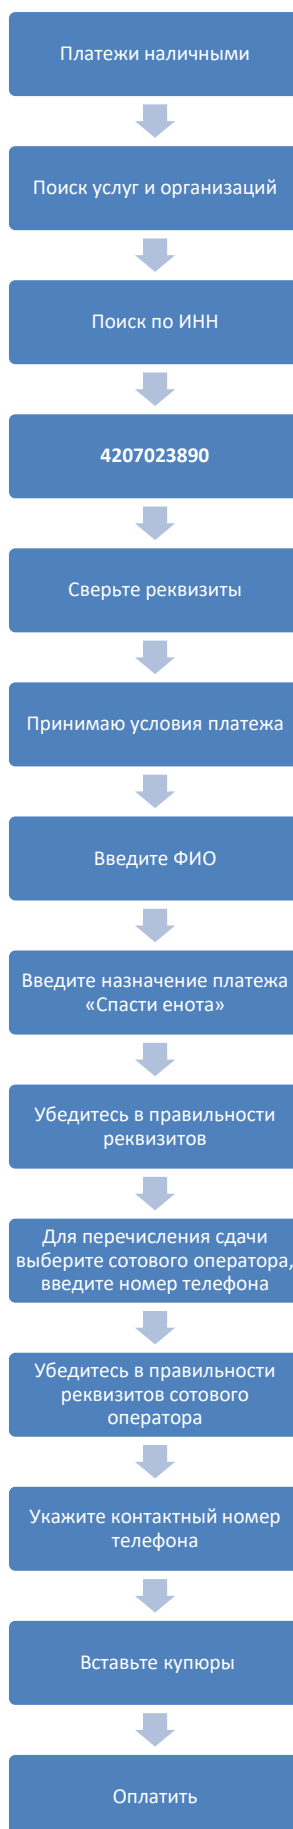 Платежи наличными
Поиск услуг и организаций
Поиск по ИНН
4207023890
Сверьте реквизиты
Принимаю условия платежа
Введите ФИО
Введите назначение платежа
«Спасти енота»
Убедитесь в правильности
реквизитов
Для перечисления сдачи
выберите сотового оператора,
введите номер телефона
Убедитесь в правильности
реквизитов сотового
оператора
Укажите контактный номер
телефона
Вставьте купюры
Оплатить